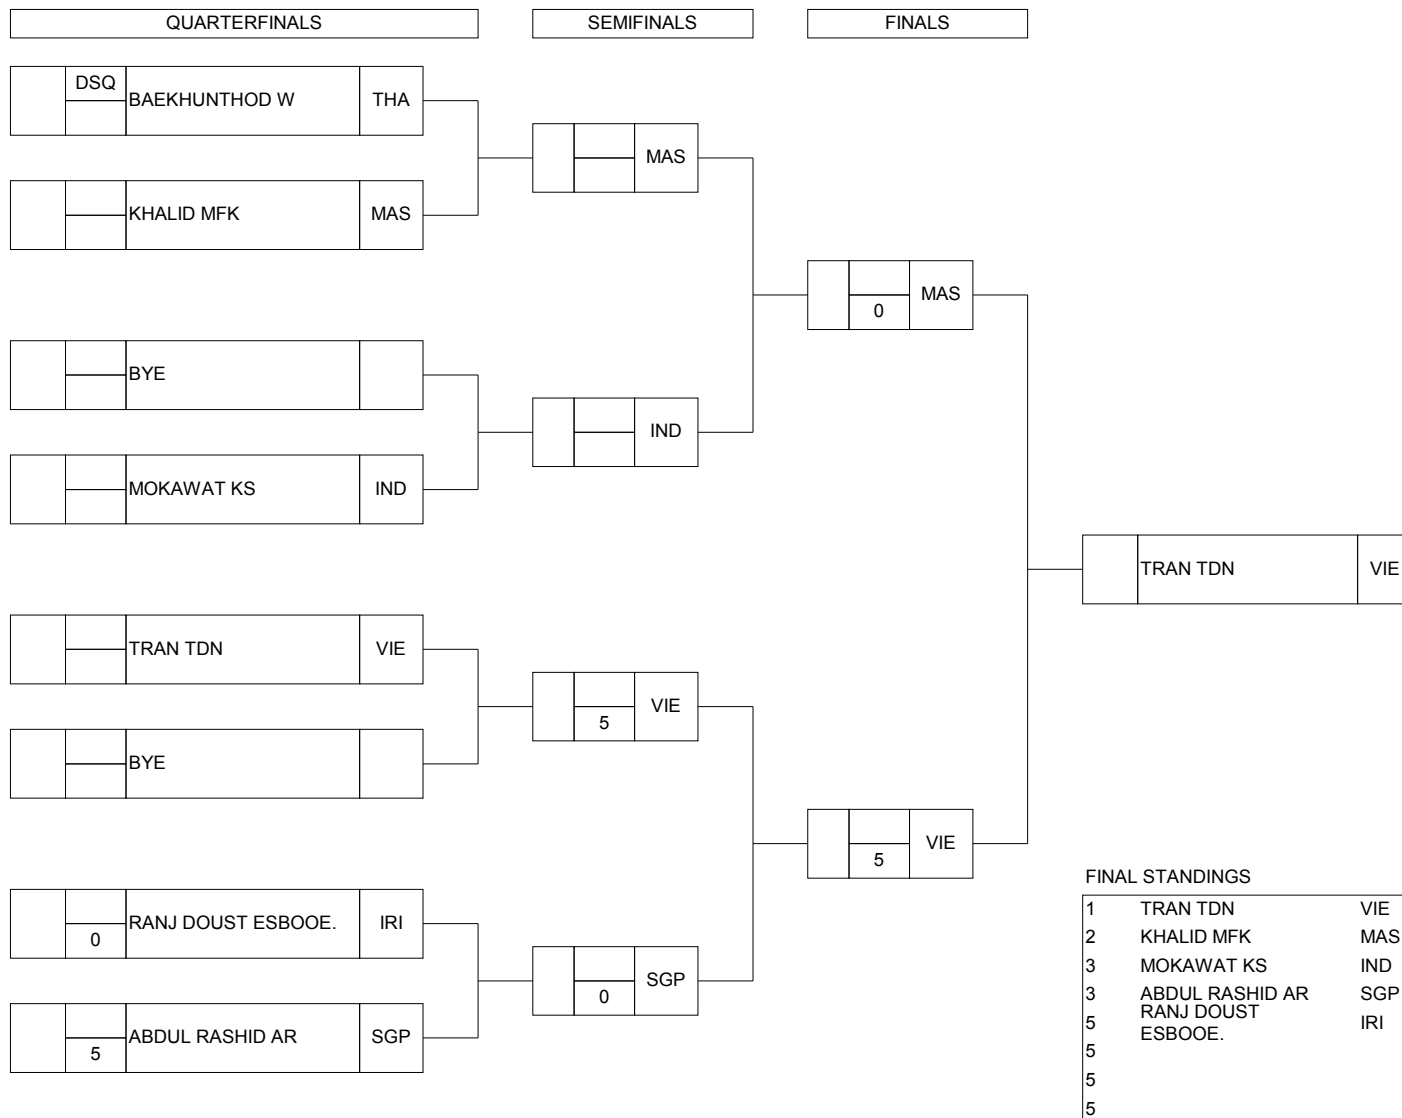 QUARTERFINALS SEMIFINALS FINALS
DSQ BAEKHUNTHOD W THA
MAS
KHALID MFK MAS
MAS
0
BYE
IND
MOKAWAT KS IND
TRAN TDN VIE
TRAN TDN VIE
VIE
5
BYE
VIE
5
FINAL STANDINGS
RANJ DOUST ESBOOE. IRI
0
SGP
0
ABDUL RASHID AR SGP
5
1 TRAN TDN VIE
2 KHALID MFK MAS
3 MOKAWAT KS IND
3 ABDUL RASHID AR SGP
5 RANJ DOUST
ESBOOE. IRI
5
5
5